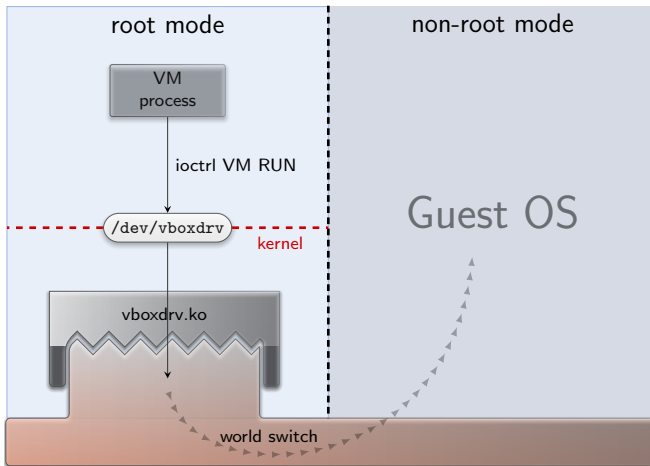 root mode
non-root mode
VM
process
ioctrl VM RUN
/dev/vboxdrv
kernel
Guest OS
vboxdrv.ko
world switch